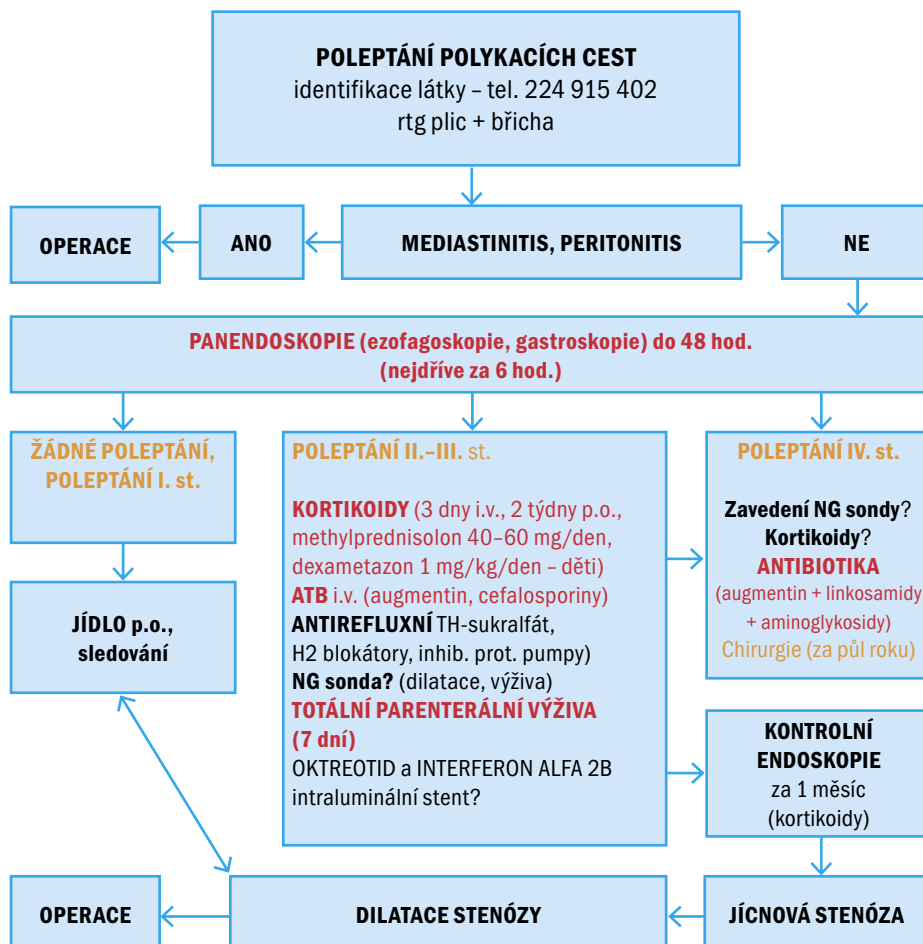 POLEPTÁNÍ POLYKACÍCH CEST
identifikace látky – tel. 224 915 402
rtg plic + břicha
OPERACE
ANO
MEDIASTINITIS, PERITONITIS
NE
PANENDOSKOPIE (ezofagoskopie, gastroskopie) do 48 hod.
(nejdříve za 6 hod.)
ŽÁDNÉ POLEPTÁNÍ,
POLEPTÁNÍ I. st.
JÍDLO p.o.,
sledování
POLEPTÁNÍ II.–III. st.
KORTIKOIDY (3 dny i.v., 2 týdny p.o.,
methylprednisolon 40–60 mg/den,
dexametazon 1 mg/kg/den – děti)
ATB i.v. (augmentin, cefalosporiny)
ANTIREFLUXNÍ TH-sukralfát,
H2 blokátory, inhib. prot. pumpy)
NG sonda? (dilatace, výživa)
TOTÁLNÍ PARENTERÁLNÍ VÝŽIVA
(7 dní)
OKTREOTID a INTERFERON ALFA 2B
intraluminální stent?
POLEPTÁNÍ IV. st.
Zavedení NG sondy?
Kortikoidy?
ANTIBIOTIKA
(augmentin + linkosamidy
+ aminoglykosidy)
Chirurgie (za půl roku)
KONTROLNÍ
ENDOSKOPIE
za 1 měsíc
(kortikoidy)
OPERACE
DILATACE STENÓZY
JÍCNOVÁ STENÓZA